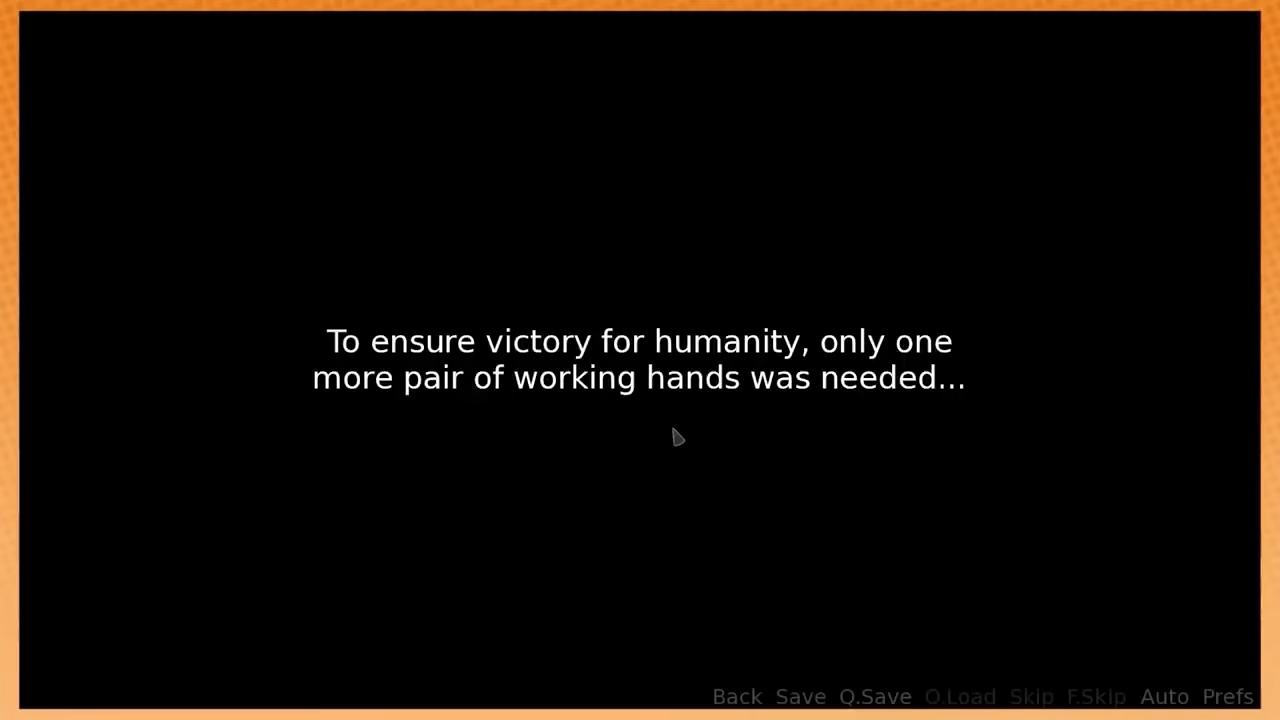 To ensure victory for humanity, only one
more pair of working hands was needed...
Back Save Q.Save Q.Load Skip F.Skip Auto Prefs